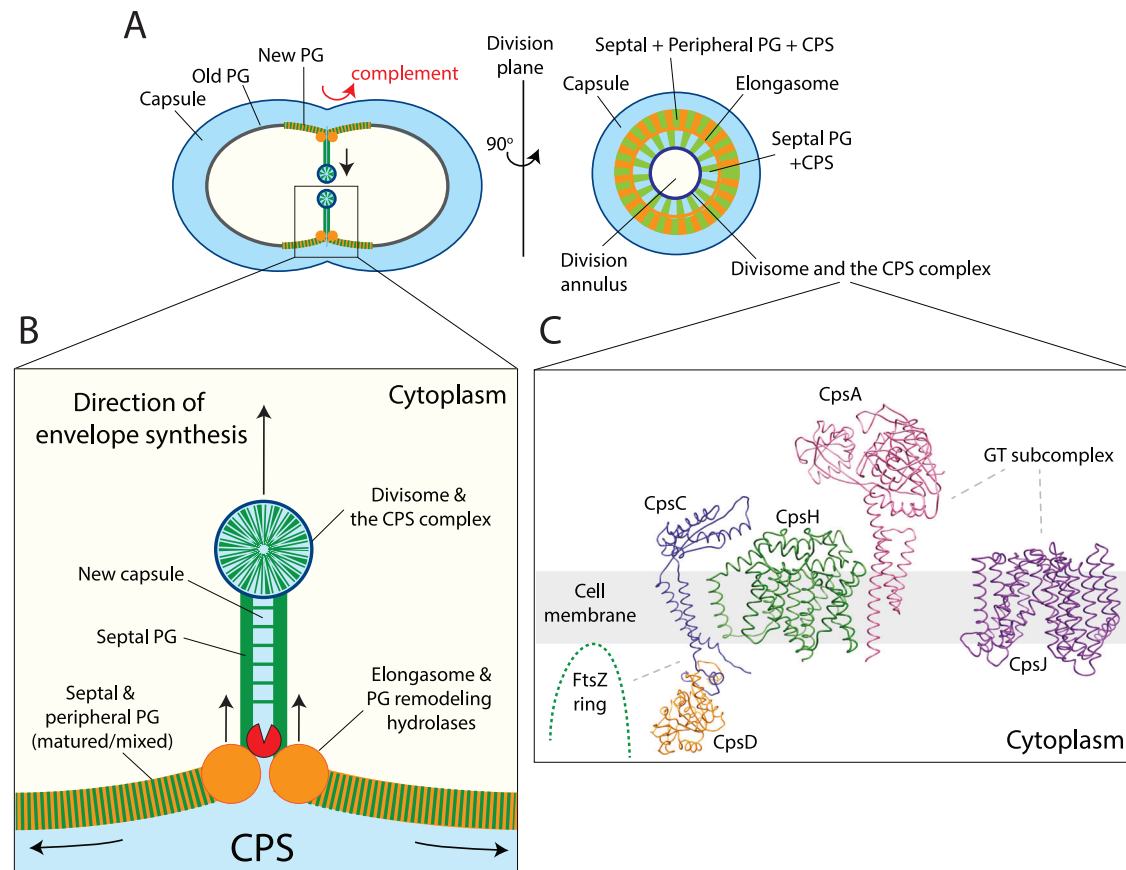 A
New PG
Old PG
Capsule
complement
Division
plane
90º
Septal + Peripheral PG + CPS
Capsule
Elongasome
Septal PG
+CPS
Division
annulus
Divisome and the CPS complex
B
Cytoplasm
Direction of
envelope synthesis
Divisome &
the CPS complex
New capsule
Septal PG
Septal &
peripheral PG
(matured/mixed)
Elongasome &
PG remodeling
hydrolases
CPS
C
CpsA
GT subcomplex
CpsC
CpsH
Cell
membrane
CpsJ
FtsZ
ring
CpsD
Cytoplasm